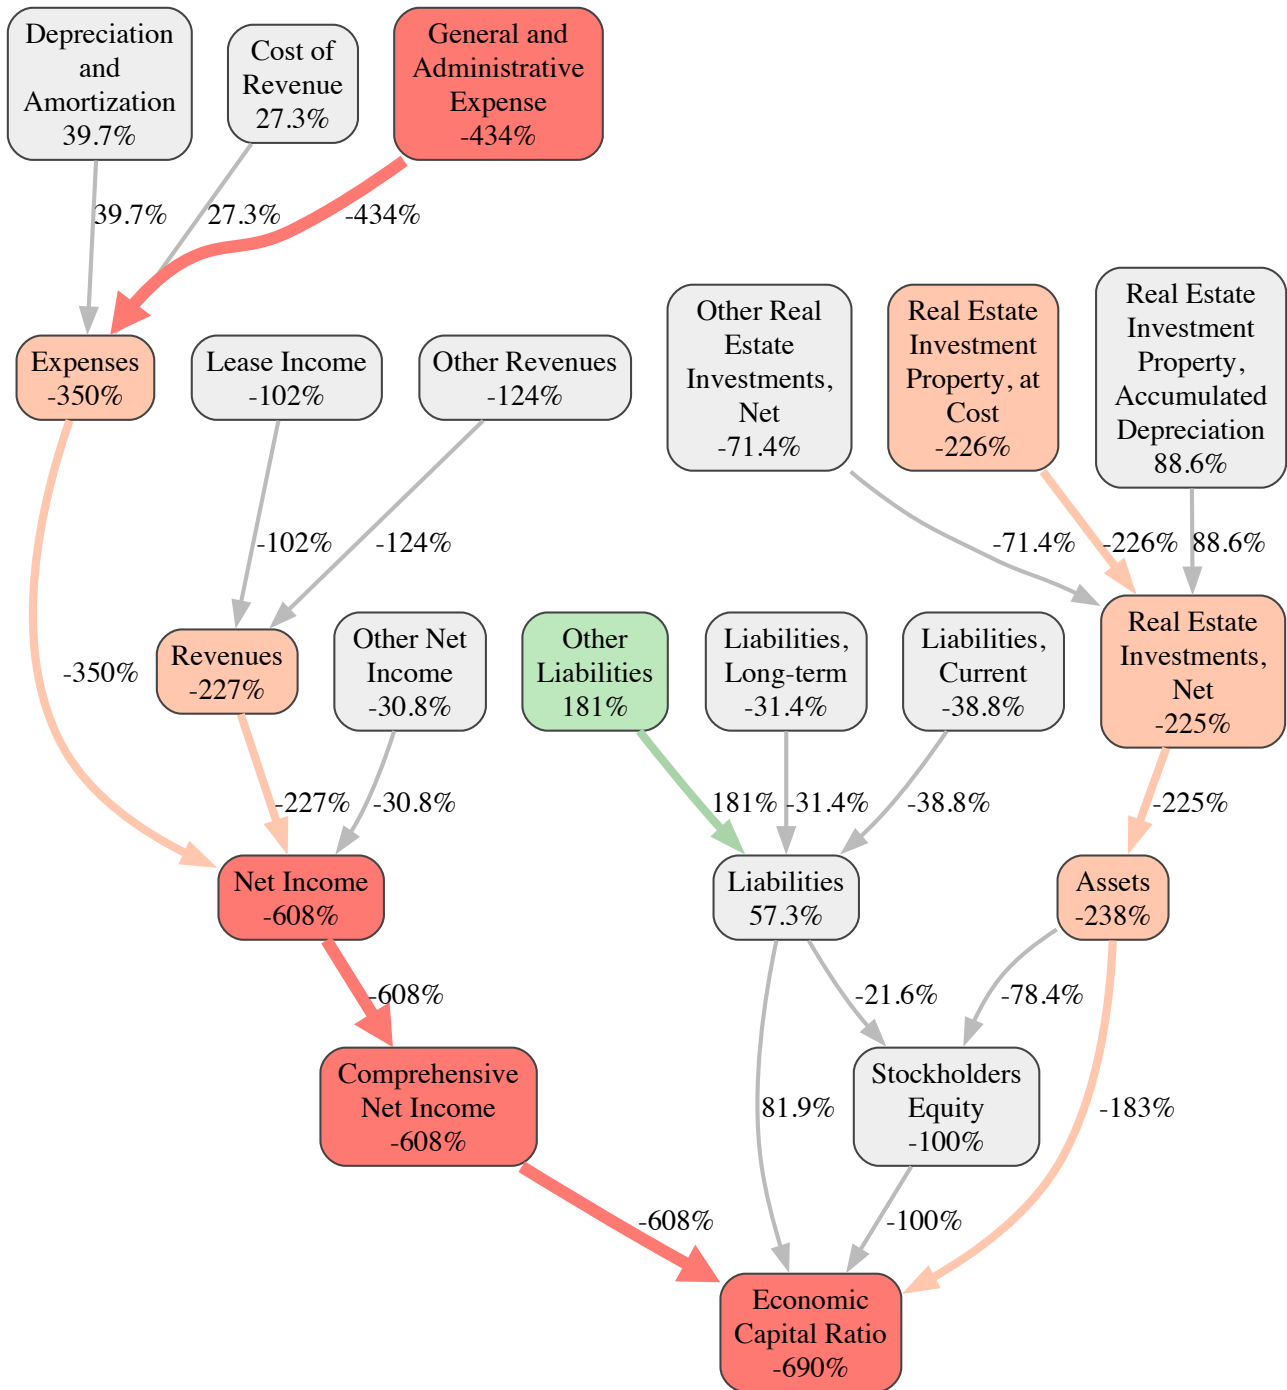 Depreciation
and
Amortization
39.7%
Cost of
Revenue
27.3%
General and
Administrative
Expense
-434%
39.7%
27.3%
-434%
Expenses
-350%
Lease Income
-102%
Other Revenues
-124%
Other Real
Estate
Investments,
Net
-71.4%
Real Estate
Investment
Property, at
Cost
-226%
Real Estate
Investment
Property,
Accumulated
Depreciation
88.6%
-102%
-124%
-71.4%
-226%
88.6%
-350%
Revenues
-227%
Other Net
Income
-30.8%
Other
Liabilities
181%
Liabilities,
Long-term
-31.4%
Liabilities,
Current
-38.8%
Real Estate
Investments,
Net
-225%
-227%
-30.8%
181%
-31.4%
-38.8%
-225%
Net Income
-608%
Liabilities
57.3%
Assets
-238%
-608%
-21.6%
-78.4%
Comprehensive
Net Income
-608%
81.9%
Stockholders
Equity
-100%
-183%
-608%
-100%
Economic
Capital Ratio
-690%